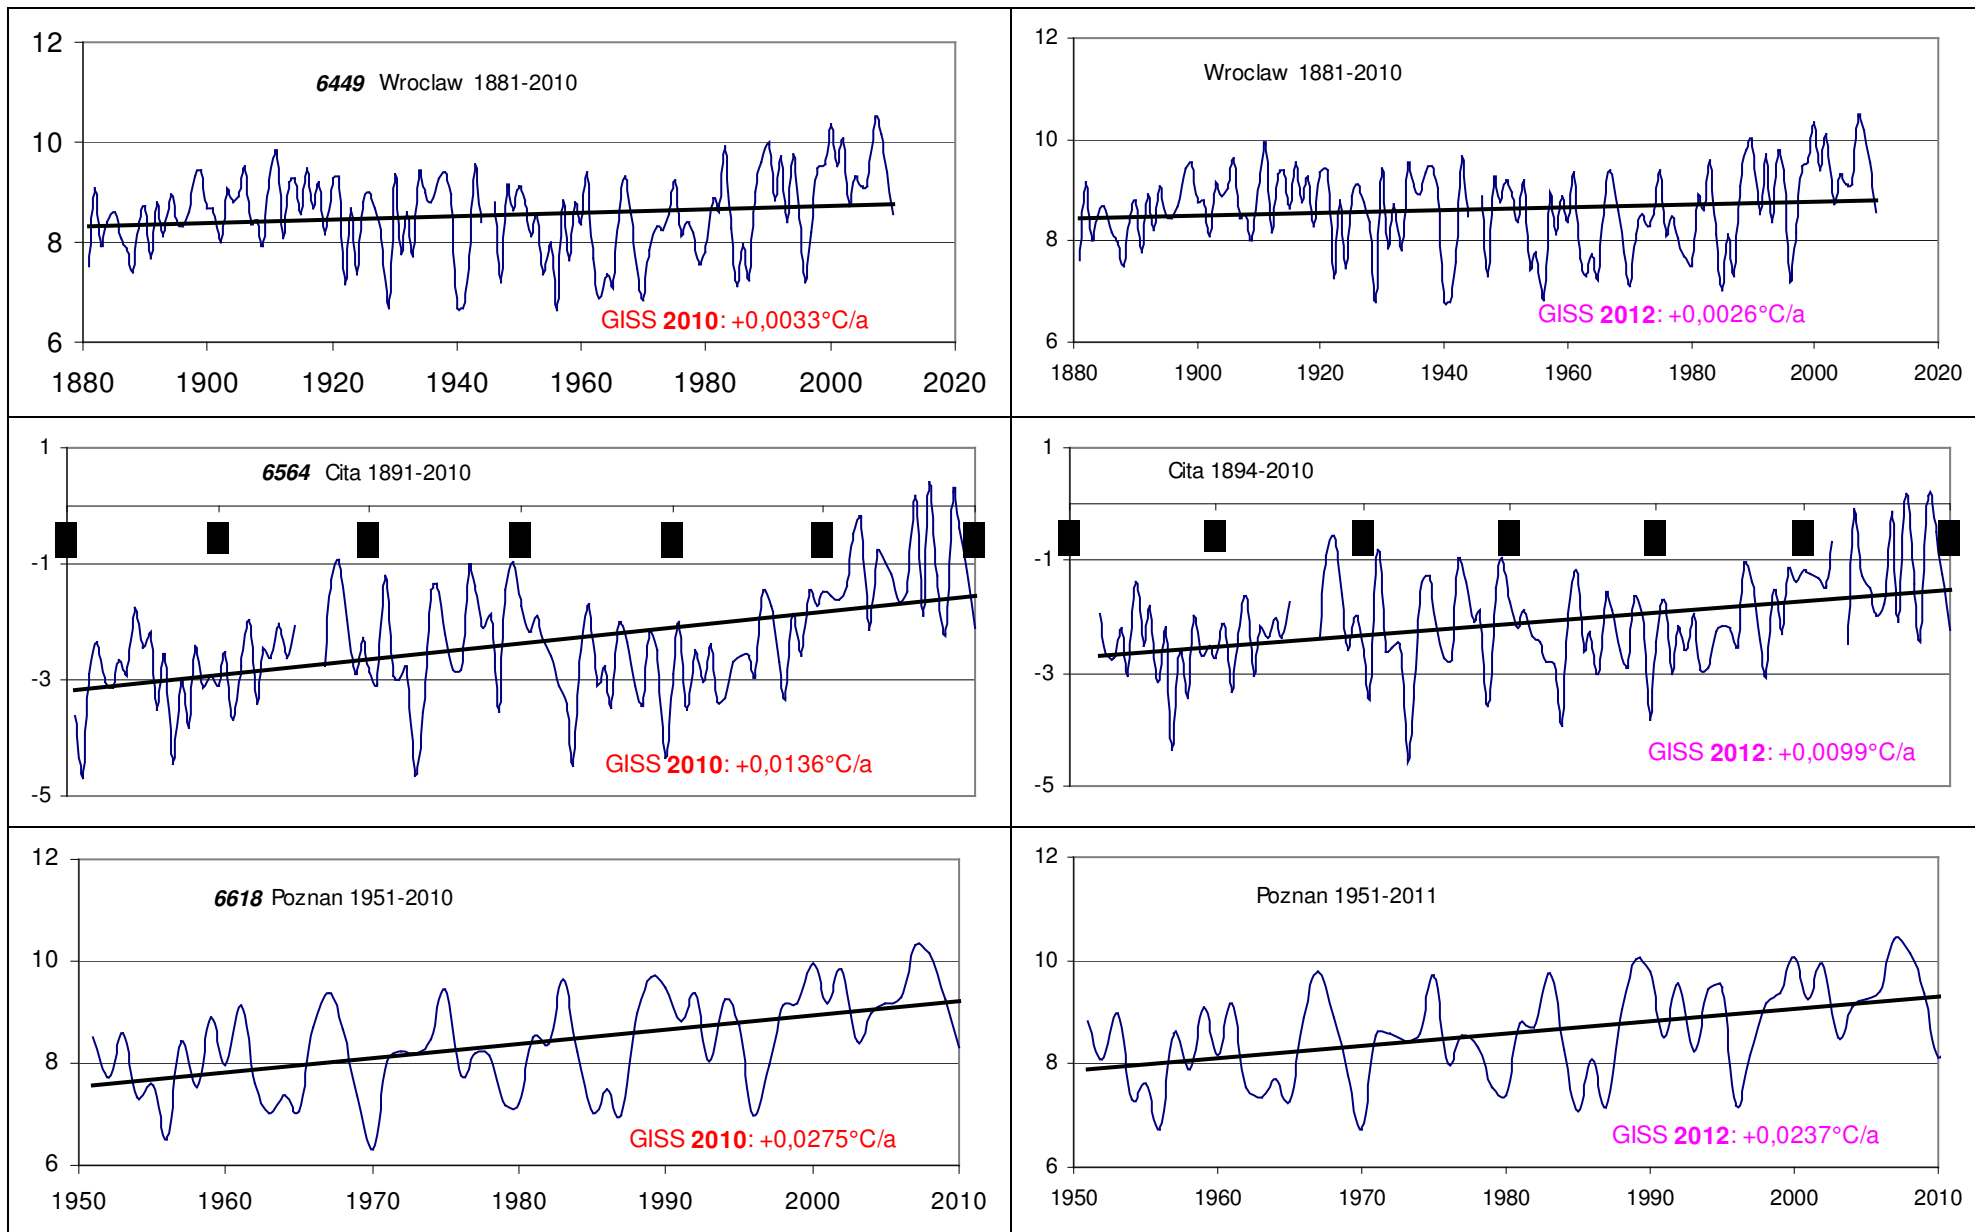 12
6449 Wroclaw 1881-2010
10
8
GISS 2010: +0,0033°C/a
6
1880 1900 1920 1940 1960 1980 2000 2020
12
Wroclaw 1881-2010
10
8
GISS 2012: +0,0026°C/a
6
1880 1900 1920 1940 1960 1980 2000 2020
1
6564 Cita 1891-2010
-1
-3
GISS 2010: +0,0136°C/a
-5
1
Cita 1894-2010
-1
-3
GISS 2012: +0,0099°C/a
-5
12
6618 Poznan 1951-2010
10
8
GISS 2010: +0,0275°C/a
6
1950 1960 1970 1980 1990 2000 2010
12
Poznan 1951-2011
10
8
GISS 2012: +0,0237°C/a
6
1950 1960 1970 1980 1990 2000 2010